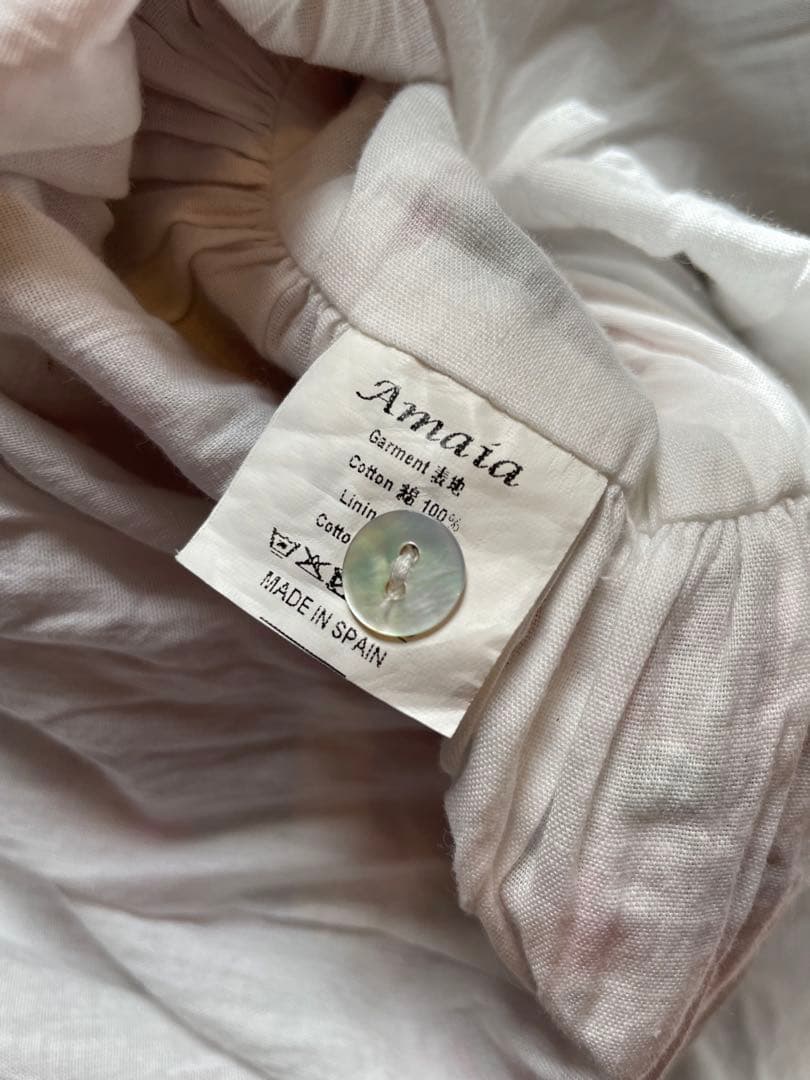 Amaia
Garment 表地
Cotton 綿 100%
Linin
Cotto
MADE IN SPAIN